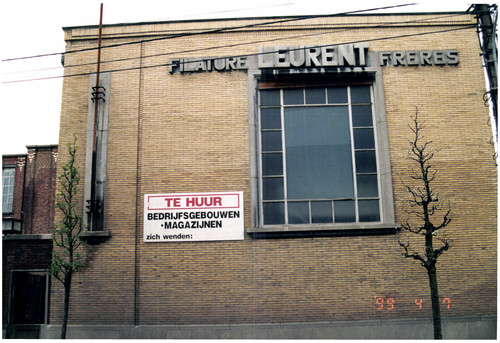 FILATURE LEURENT FRERES
TE HUUR
BEDRIJFSGEBOUWEN
•MAGAZIJNEN
zich wenden:
99 4 7